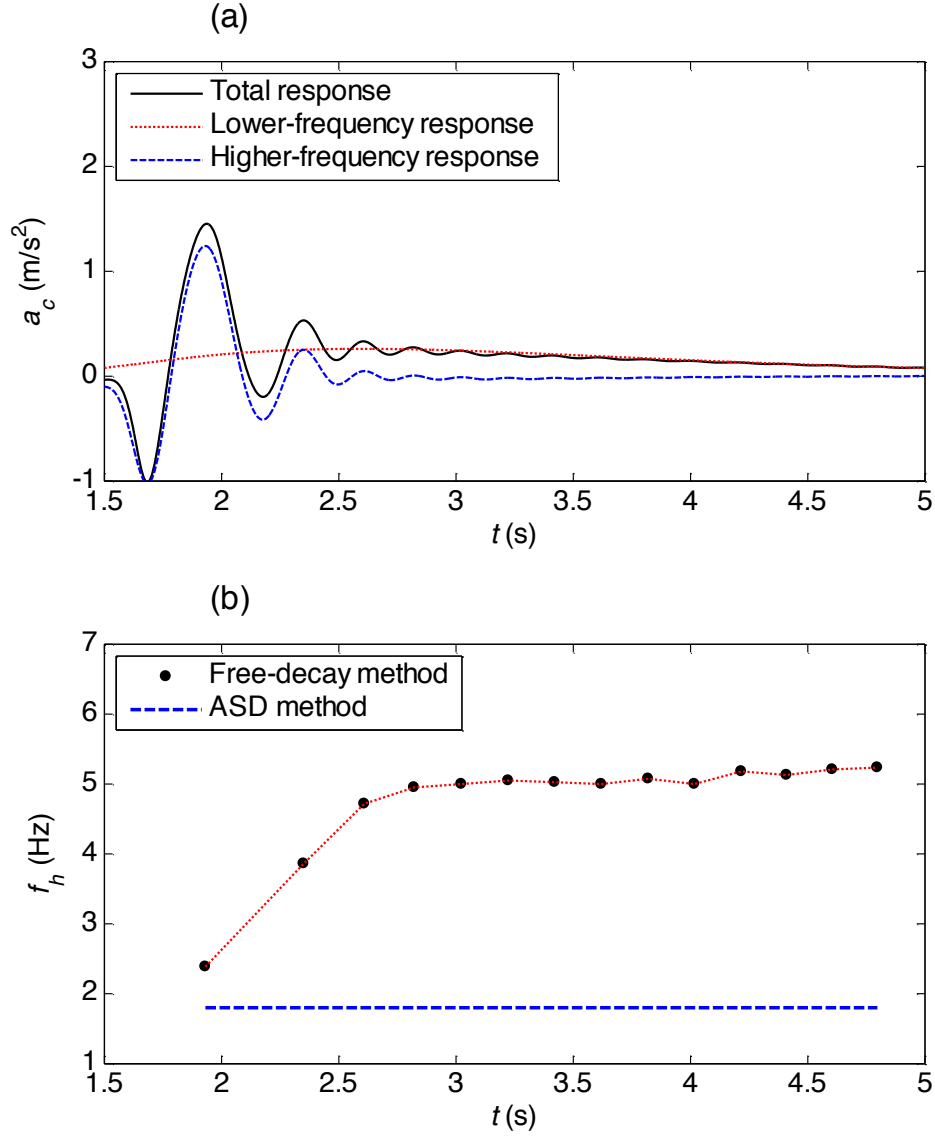 (a)
3
2
1
0
-1
a_c (m/s²)
Total response
Lower-frequency response
Higher-frequency response
1.5 2 2.5 3 3.5 4 4.5 5
t (s)
(b)
7
6
5
4
3
2
1
f_h (Hz)
Free-decay method
ASD method
1.5 2 2.5 3 3.5 4 4.5 5
t (s)